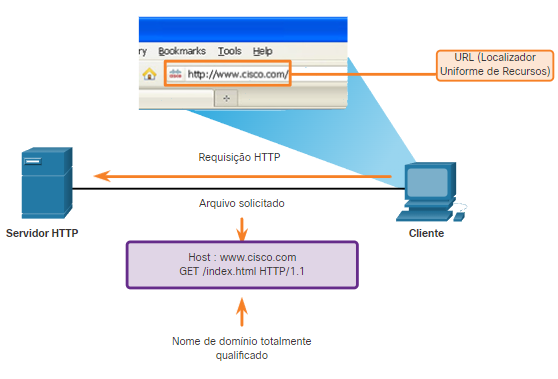 ry Bookmarks Tools Help
http://www.cisco.com/
URL (Localizador
Uniforme de Recursos)
Requisição HTTP
Arquivo solicitado
Servidor HTTP
Cliente
Host : www.cisco.com
GET /index.html HTTP/1.1
Nome de domínio totalmente
qualificado